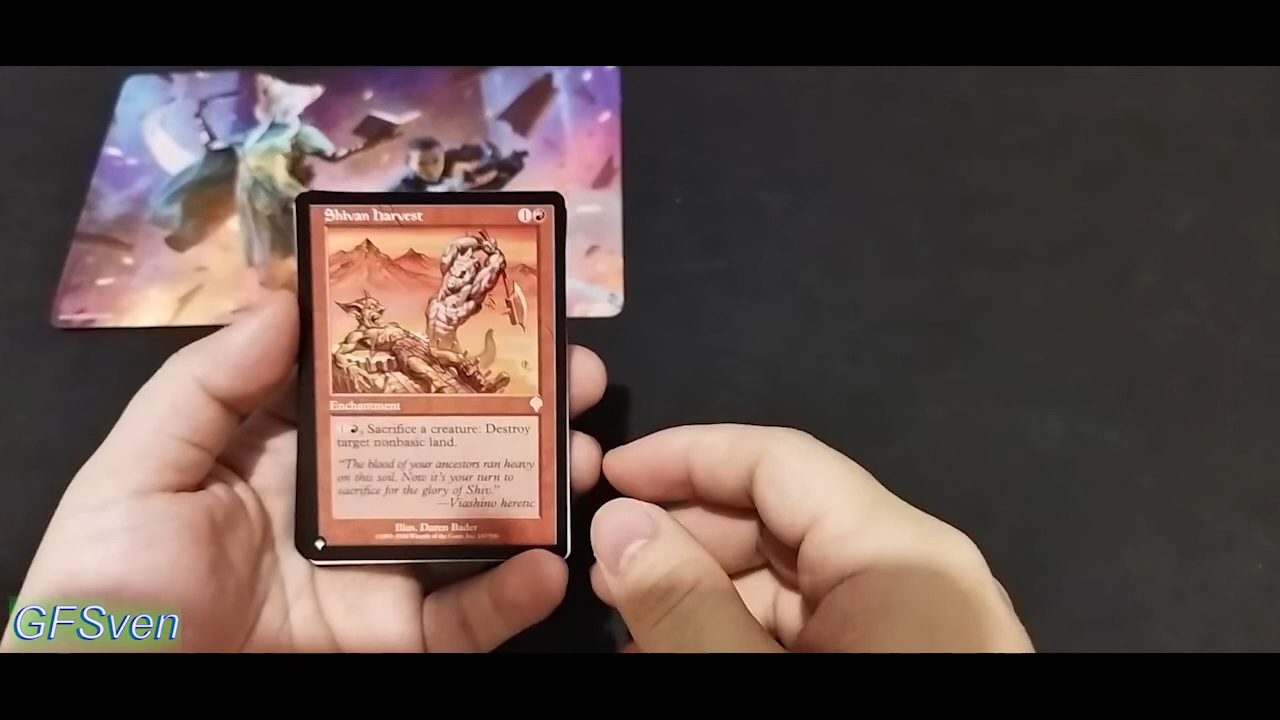 Shivan Harvest
1
Enchantment
, Sacrifice a creature: Destroy
target nonbasic land.
"The blood of your ancestors ran heavy
on this soil. Now it's your turn to
sacrifice for the glory of Shiv."
—Viashino heretic
Illus. Daren Bader
GFSven